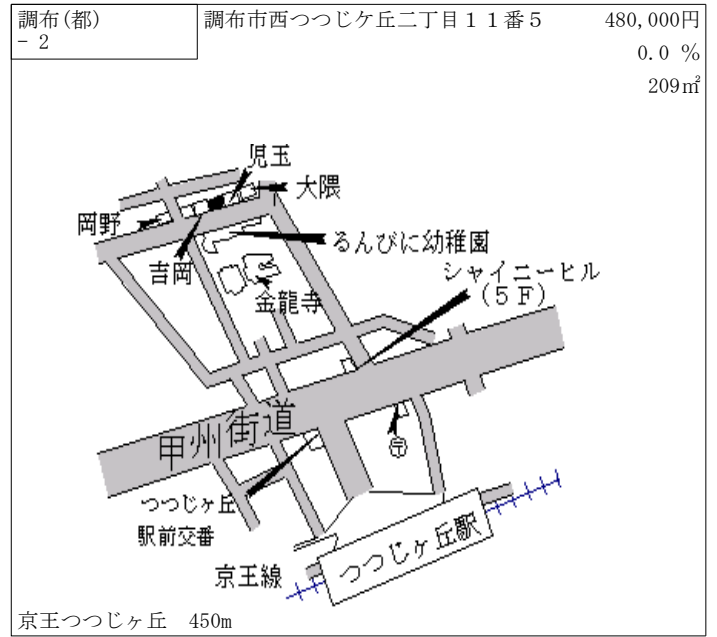 調布(都)
- 2
調布市西つつじケ丘二丁目１１番５
480,000円
0.0 %
209㎡
児玉
大隈
岡野
吉岡
るんびに幼稚園
金龍寺
シャイニーヒル
(５Ｆ)
甲州街道
〒
つつじヶ丘
駅前交番
京王線
つつじヶ丘駅
京王つつじヶ丘 450m